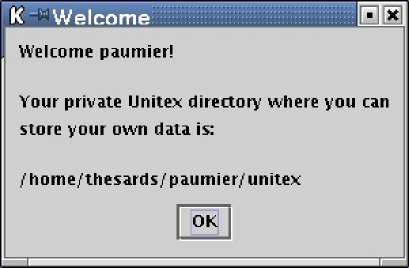 Welcome
Welcome paumier!
Your private Unitex directory where you can
store your own data is:
/home/thesards/paumier/unitex
OK